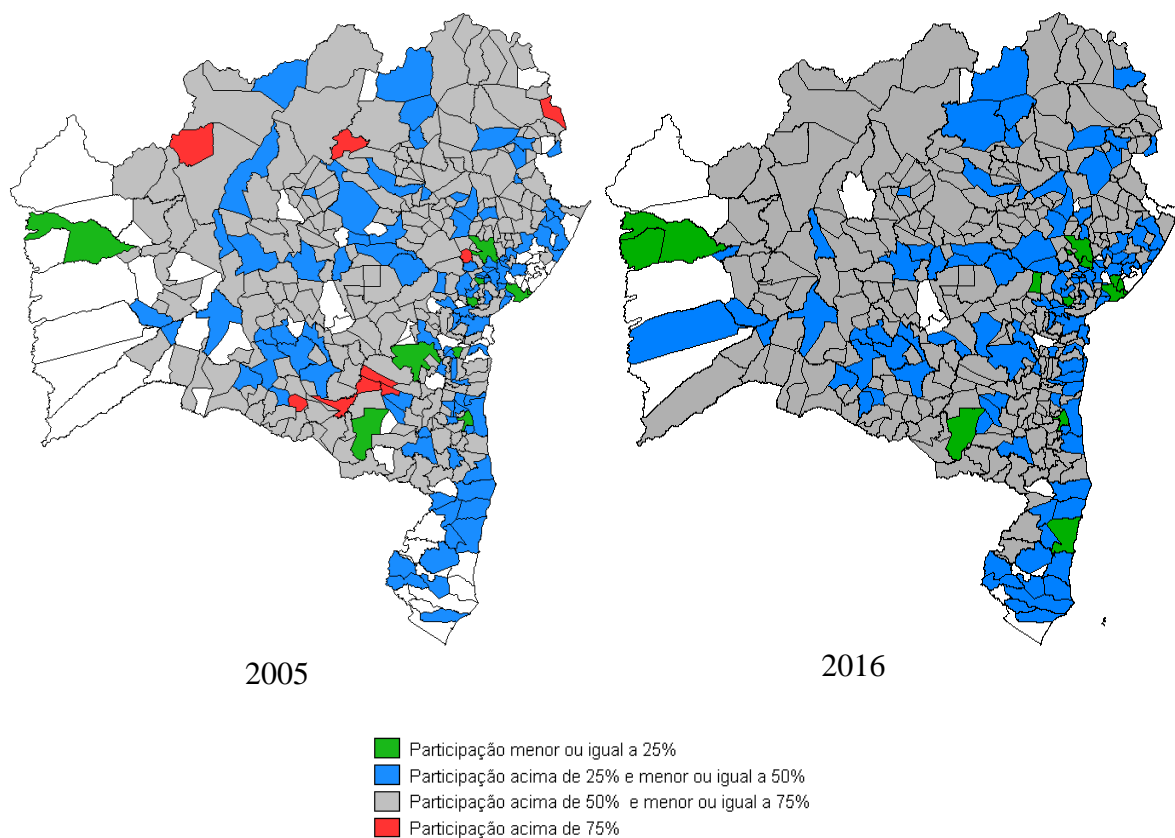 2005
2016
Participação menor ou igual a 25%
Participação acima de 25% e menor ou igual a 50%
Participação acima de 50% e menor ou igual a 75%
Participação acima de 75%